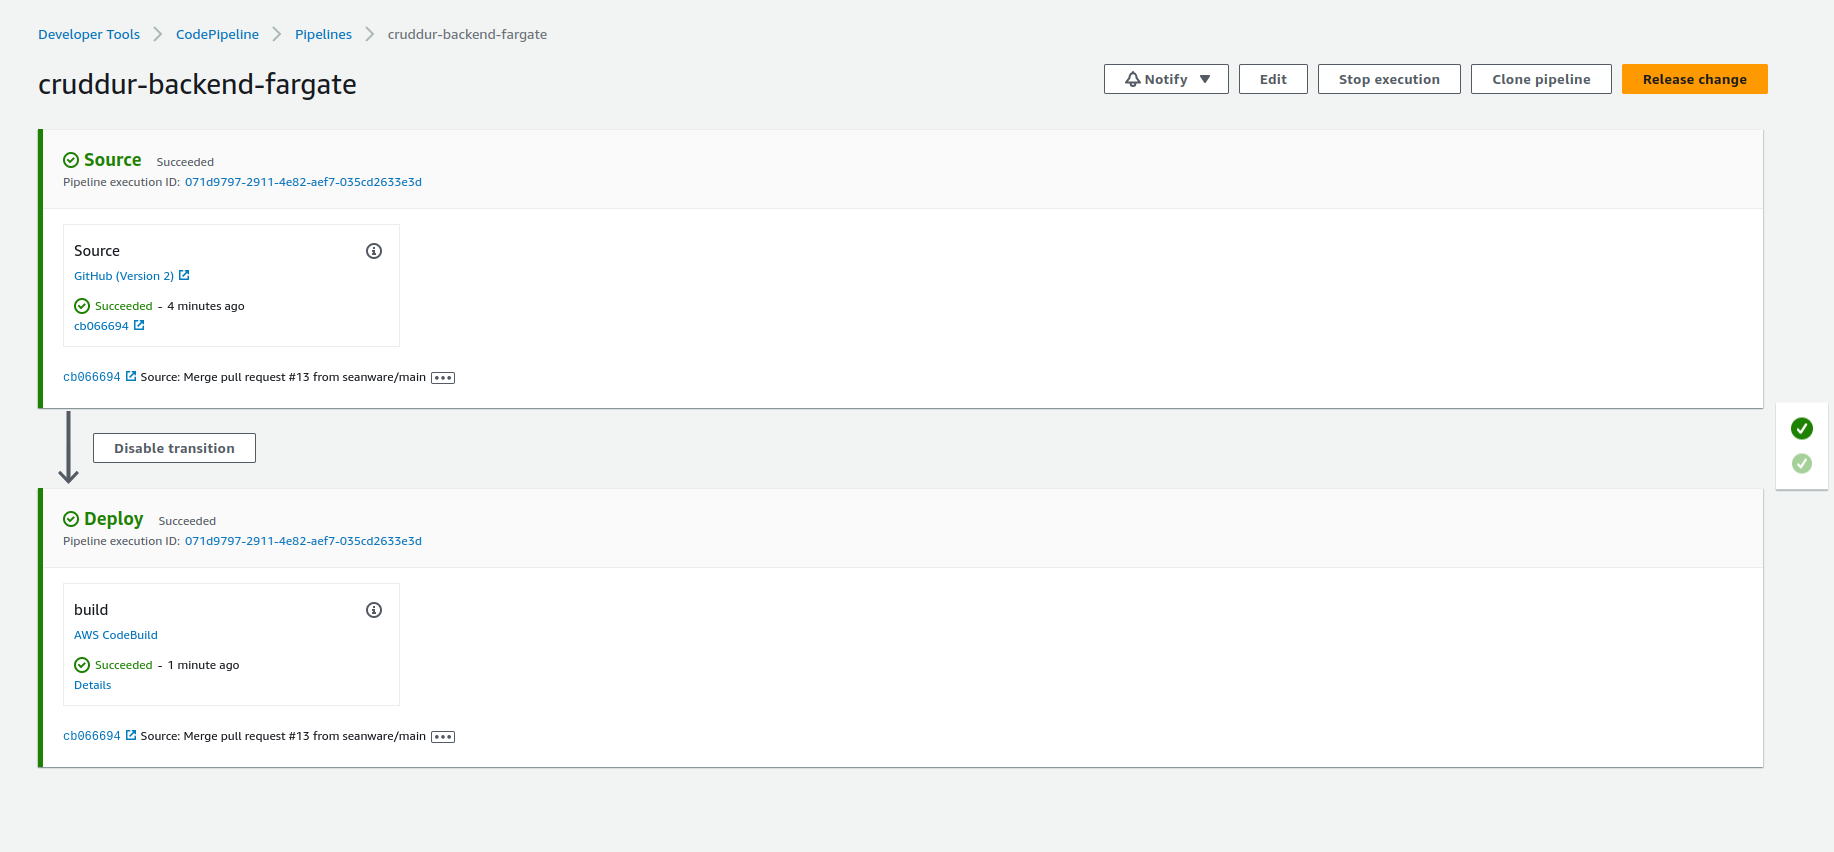 Developer Tools > CodePipeline > Pipelines > cruddur-backend-fargate
cruddur-backend-fargate
Notify Edit Stop execution Clone pipeline Release change
Source Succeeded
Pipeline execution ID: 071d9797-2911-4e82-aef7-035cd2633e3d
Source
GitHub (Version 2)
Succeeded - 4 minutes ago
cb066694
cb066694 Source: Merge pull request #13 from seanware/main
Disable transition
Deploy Succeeded
Pipeline execution ID: 071d9797-2911-4e82-aef7-035cd2633e3d
build
AWS CodeBuild
Succeeded - 1 minute ago
Details
cb066694 Source: Merge pull request #13 from seanware/main